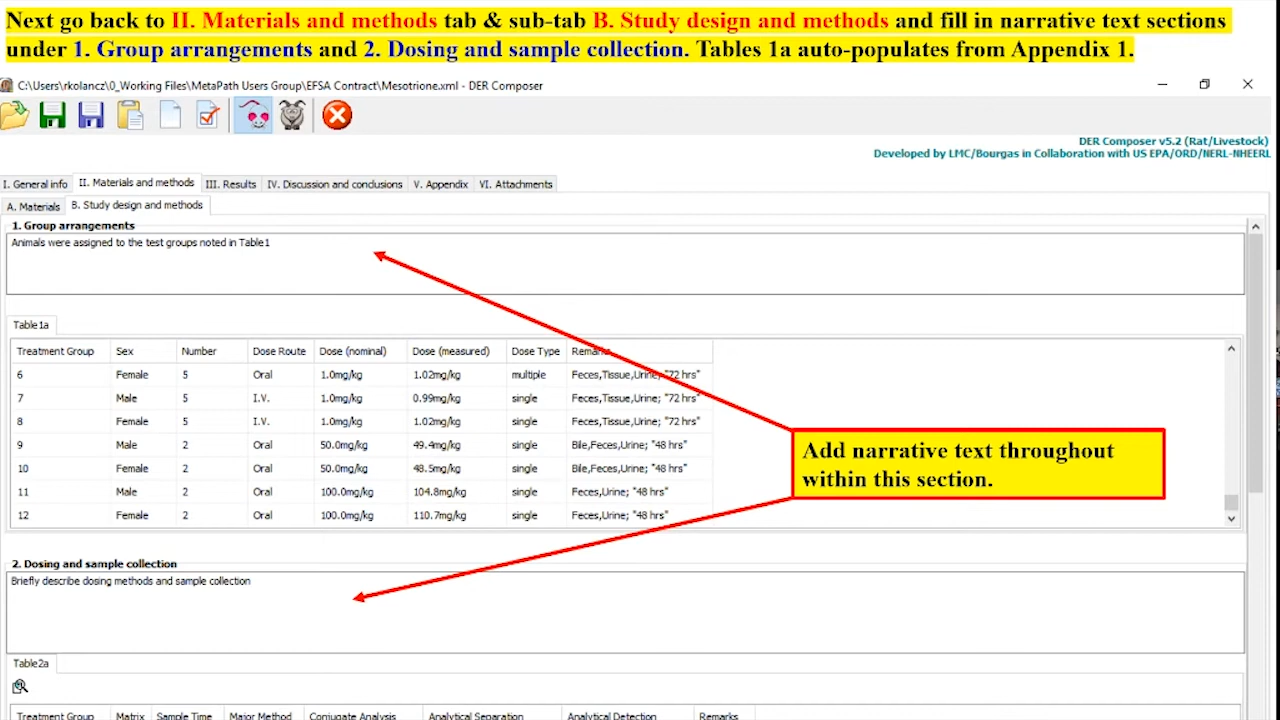 Next go back to II. Materials and methods tab & sub-tab B. Study design and methods and fill in narrative text sections
under 1. Group arrangements and 2. Dosing and sample collection. Tables 1a auto-populates from Appendix 1.
C:\Users\rkolancz\0_Working Files\MetaPath Users Group\EFSA Contract\Mesotrione.xml - DER Composer
DER Composer v5.2 (Rat/Livestock)
Developed by LMC/Bourgas in Collaboration with US EPA/ORD/NERL-NHEERL
I. General info II. Materials and methods III. Results IV. Discussion and conclusions V. Appendix VI. Attachments
A. Materials B. Study design and methods
1. Group arrangements
Animals were assigned to the test groups noted in Table1
Table1a
Treatment Group Sex Number Dose Route Dose (nominal) Dose (measured) Dose Type Remarks
6 Female 5 Oral 1.0mg/kg 1.02mg/kg multiple Feces,Tissue,Urine; "72 hrs"
7 Male 5 I.V. 1.0mg/kg 0.99mg/kg single Feces,Tissue,Urine; "72 hrs"
8 Female 5 I.V. 1.0mg/kg 1.02mg/kg single Feces,Tissue,Urine; "72 hrs"
9 Male 2 Oral 50.0mg/kg 49.4mg/kg single Bile,Feces,Urine; "48 hrs"
10 Female 2 Oral 50.0mg/kg 48.5mg/kg single Bile,Feces,Urine; "48 hrs"
11 Male 2 Oral 100.0mg/kg 104.8mg/kg single Feces,Urine; "48 hrs"
12 Female 2 Oral 100.0mg/kg 110.7mg/kg single Feces,Urine; "48 hrs"
Add narrative text throughout
within this section.
2. Dosing and sample collection
Briefly describe dosing methods and sample collection
Table2a
Treatment Group Matrix Sample Time Major Method Conjugate Analysis Analytical Separation Analytical Detection Remarks